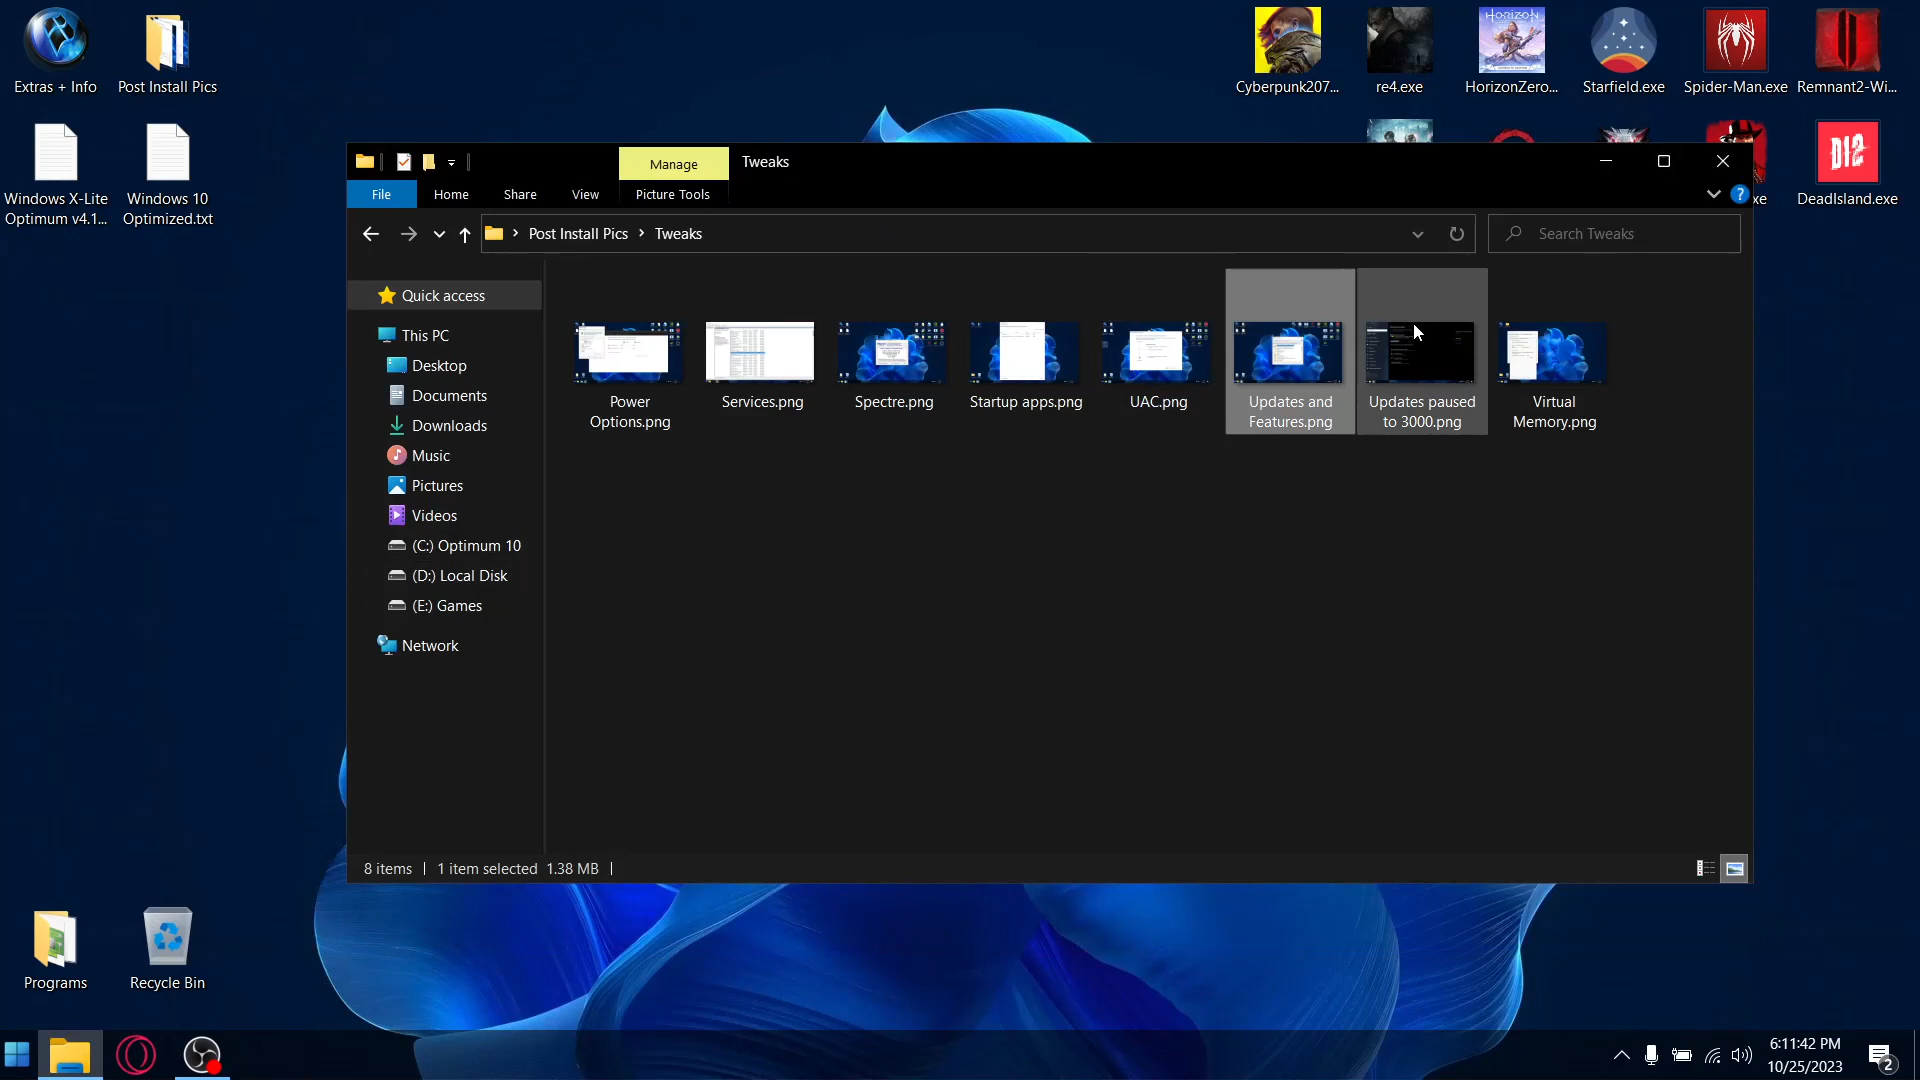 Extras + Info
Post Install Pics
Windows X-Lite
Optimum v4.1...
Windows 10
Optimized.txt
Cyberpunk207...
re4.exe
HORIZON
HorizonZero...
Starfield.exe
Spider-Man.exe
Remnant2-Wi...
xe
DI2
DeadIsland.exe
Manage
Tweaks
File
Home
Share
View
Picture Tools
?
Post Install Pics
Tweaks
Search Tweaks
Quick access
This PC
Desktop
Documents
Downloads
Music
Pictures
Videos
(C:) Optimum 10
(D:) Local Disk
(E:) Games
Network
Power
Options.png
Services.png
Spectre.png
Startup apps.png
UAC.png
Updates and
Features.png
Updates paused
to 3000.png
Virtual
Memory.png
8 items
1 item selected 1.38 MB
Programs
Recycle Bin
6:11:42 PM
10/25/2023
2